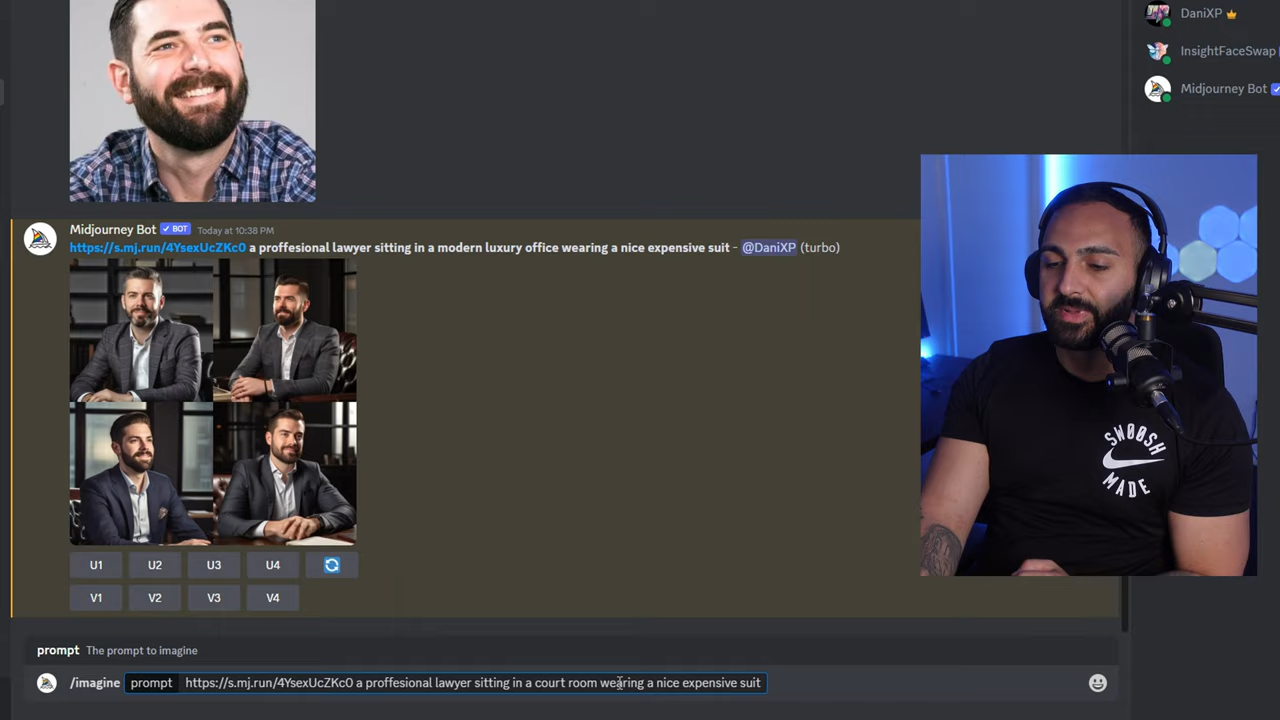 DaniXP
InsightFaceSwap
Midjourney Bot
Midjourney Bot BOT Today at 10:38 PM
https://s.mj.run/4YsexUcZKc0 a proffesional lawyer sitting in a modern luxury office wearing a nice expensive suit - @DaniXP (turbo)
SWOOSH
MADE
U1 U2 U3 U4
V1 V2 V3 V4
prompt The prompt to imagine
/imagine prompt https://s.mj.run/4YsexUcZKc0 a proffesional lawyer sitting in a court room wearing a nice expensive suit